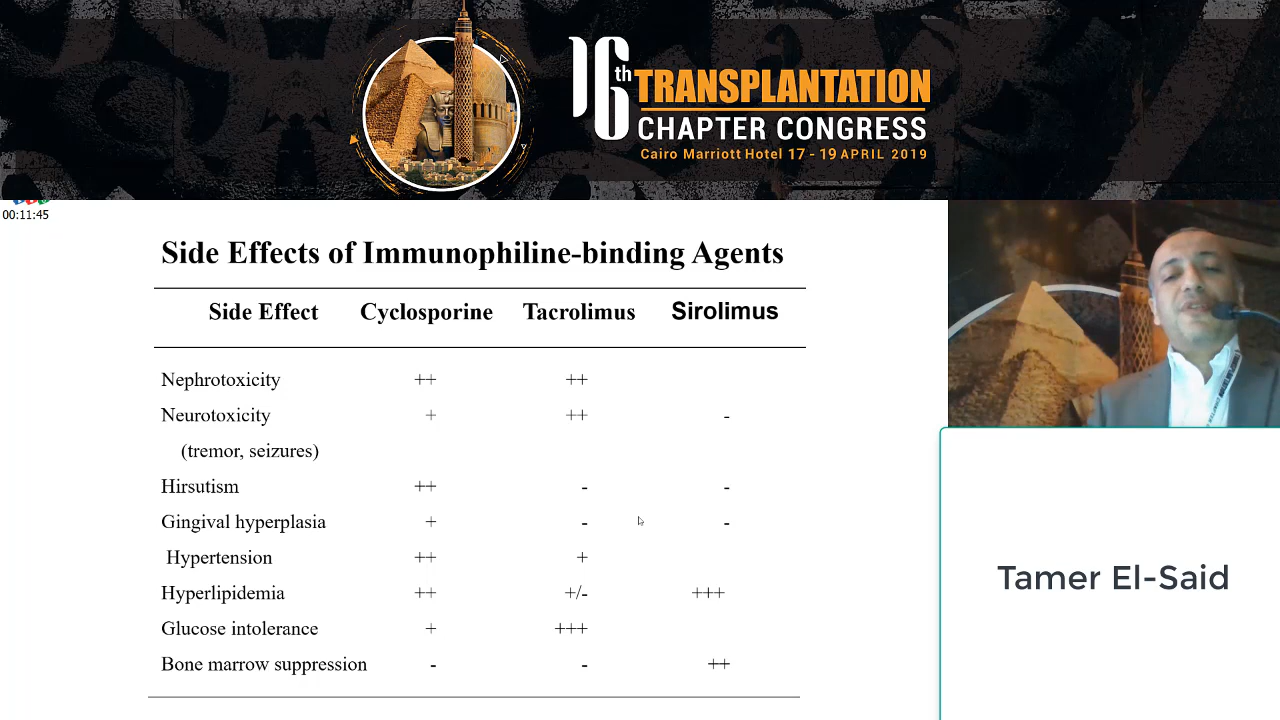 16th TRANSPLANTATION
CHAPTER CONGRESS
Cairo Marriott Hotel 17 - 19 APRIL 2019
00:11:45
Side Effects of Immunophiline-binding Agents
Side Effect Cyclosporine Tacrolimus Sirolimus
Nephrotoxicity ++ ++
Neurotoxicity + ++ -
(tremor, seizures)
Hirsutism ++ - -
Gingival hyperplasia + - -
Hypertension ++ +
Hyperlipidemia ++ +/- +++
Glucose intolerance + +++
Bone marrow suppression - - ++
Tamer El-Said